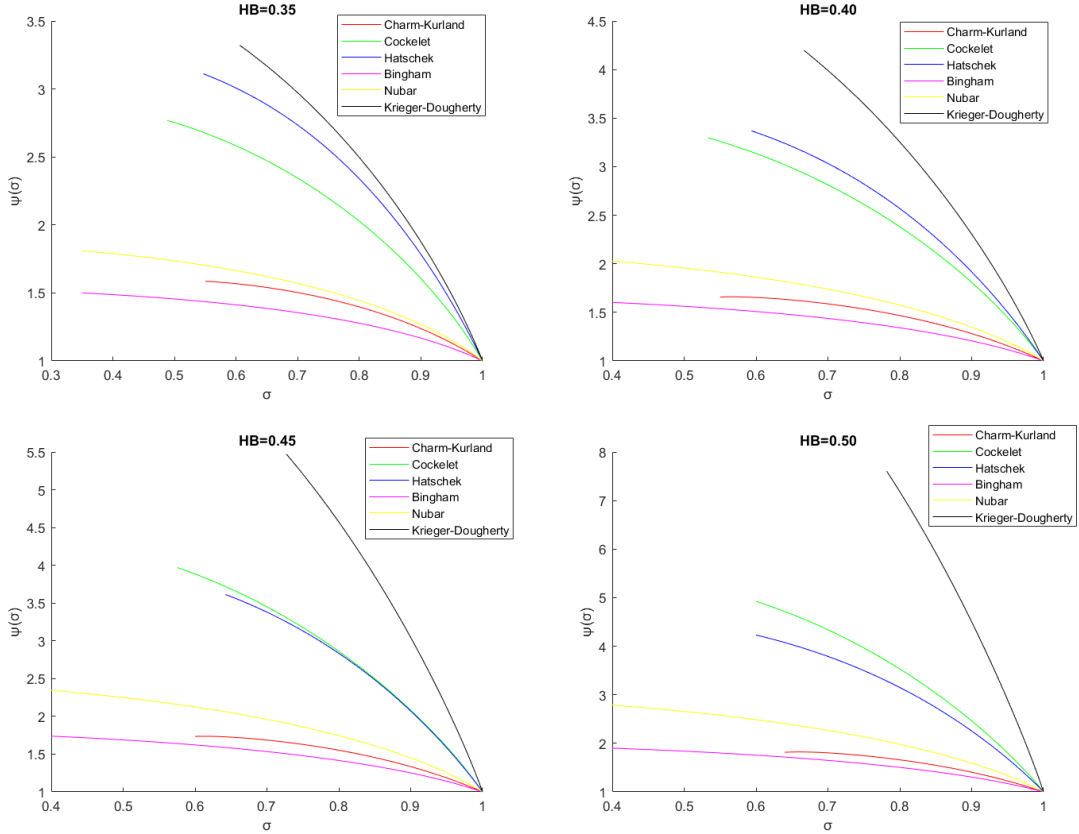 HB=0.35
Charm-Kurland
Cockelet
Hatschek
Bingham
Nubar
Krieger-Dougherty
3.5
3
2.5
2
1.5
1
ψ(σ)
0.3
0.4
0.5
0.6
0.7
0.8
0.9
1
σ
HB=0.40
Charm-Kurland
Cockelet
Hatschek
Bingham
Nubar
Krieger-Dougherty
4.5
4
3.5
3
2.5
2
1.5
1
ψ(σ)
0.4
0.5
0.6
0.7
0.8
0.9
1
σ
HB=0.45
Charm-Kurland
Cockelet
Hatschek
Bingham
Nubar
Krieger-Dougherty
5.5
5
4.5
4
3.5
3
2.5
2
1.5
1
ψ(σ)
0.4
0.5
0.6
0.7
0.8
0.9
1
σ
HB=0.50
Charm-Kurland
Cockelet
Hatschek
Bingham
Nubar
Krieger-Dougherty
8
7
6
5
4
3
2
1
ψ(σ)
0.4
0.5
0.6
0.7
0.8
0.9
1
σ